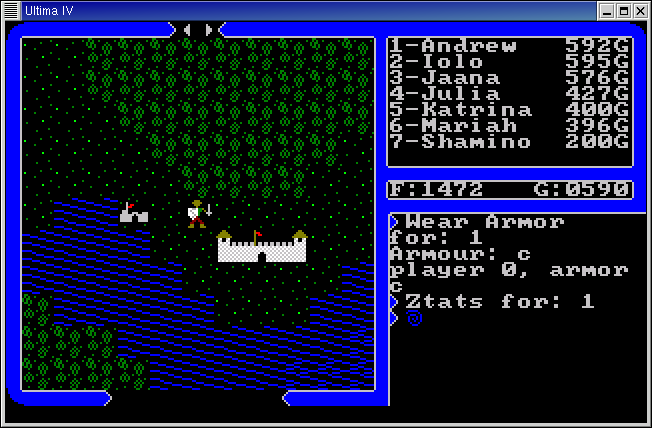 Ultima IV
1-Andrew 592G
2-Iolo 595G
3-Jaana 576G
4-Julia 427G
5-Katrina 400G
6-Mariah 396G
7-Shamino 200G
F:1472 G:0590
Wear Armor
for: 1
Armour: c
player 0, armor
c
Ztats for: 1